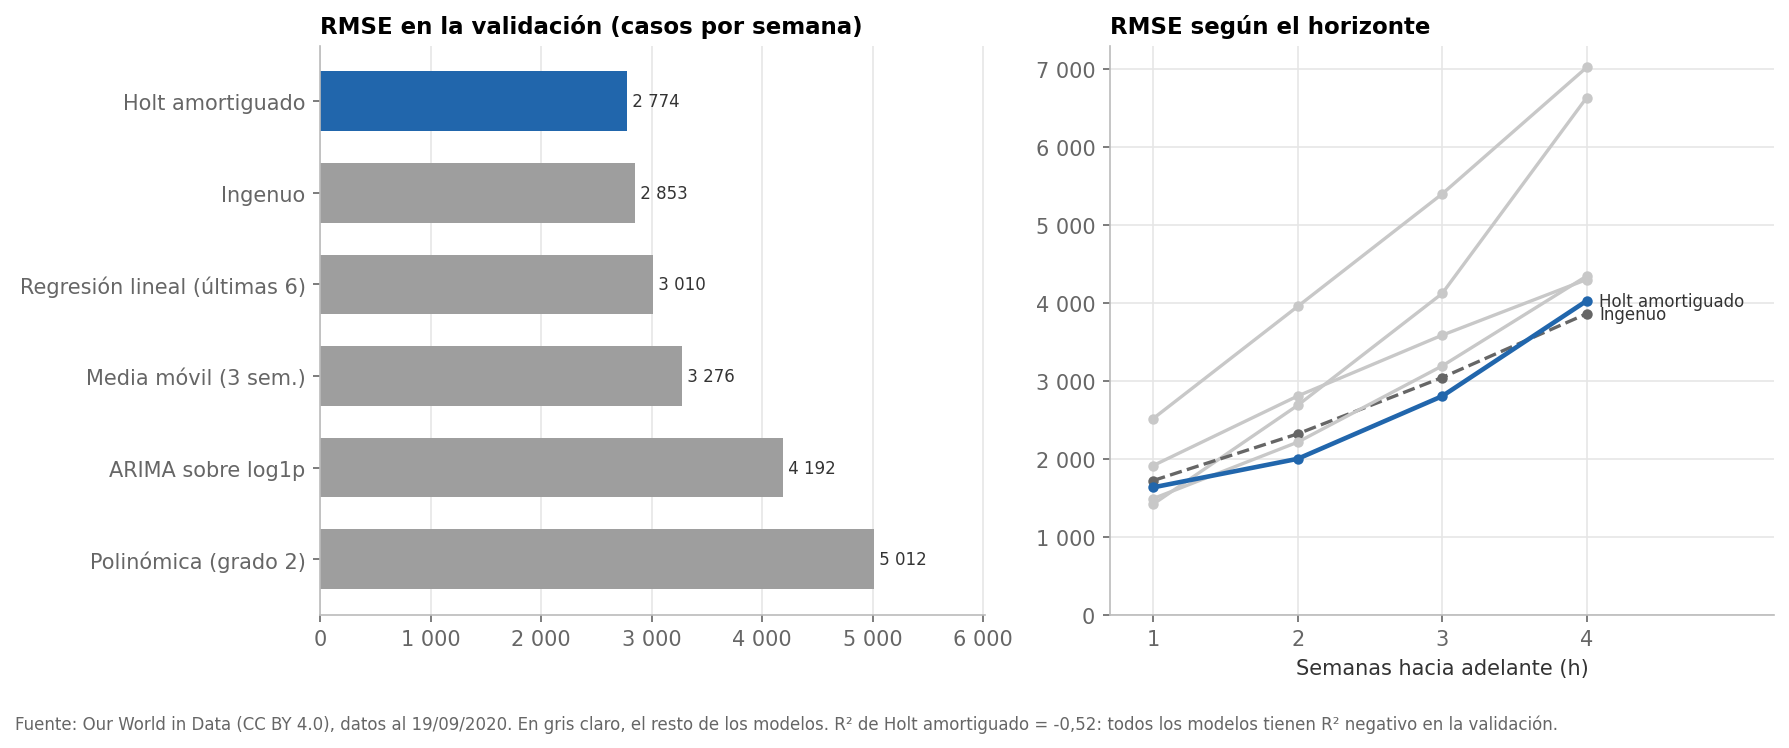 RMSE en la validación (casos por semana)
Holt amortiguado
2 774
Ingenuo
2 853
Regresión lineal (últimas 6)
3 010
Media móvil (3 sem.)
3 276
ARIMA sobre log1p
4 192
Polinómica (grado 2)
5 012
0 1 000 2 000 3 000 4 000 5 000 6 000
RMSE según el horizonte
7 000
6 000
5 000
4 000
3 000
2 000
1 000
0
Holt amortiguado
Ingenuo
1 2 3 4
Semanas hacia adelante (h)
Fuente: Our World in Data (CC BY 4.0), datos al 19/09/2020. En gris claro, el resto de los modelos. R² de Holt amortiguado = -0,52: todos los modelos tienen R² negativo en la validación.